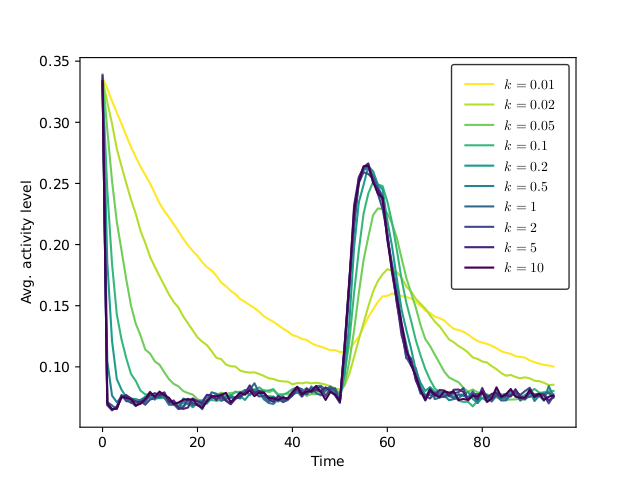 0.35
0.30
0.25
0.20
0.15
0.10
Avg. activity level
0 20 40 60 80
Time
k = 0.01
k = 0.02
k = 0.05
k = 0.1
k = 0.2
k = 0.5
k = 1
k = 2
k = 5
k = 10